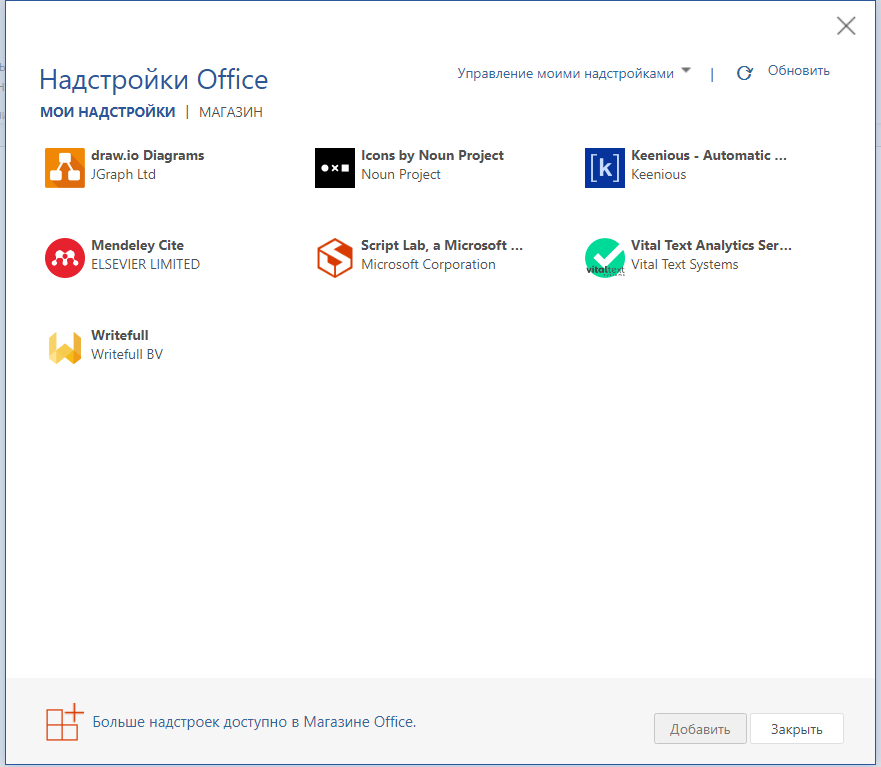 Надстройки Office
Управление моими надстройками | Обновить
МОИ НАДСТРОЙКИ | МАГАЗИН
draw.io Diagrams
JGraph Ltd
Icons by Noun Project
Noun Project
[k]
Keenious - Automatic ...
Keenious
Mendeley Cite
ELSEVIER LIMITED
Script Lab, a Microsoft ...
Microsoft Corporation
vitaltext
Vital Text Analytics Ser...
Vital Text Systems
Writefull
Writefull BV
Больше надстроек доступно в Магазине Office.
Добавить
Закрыть